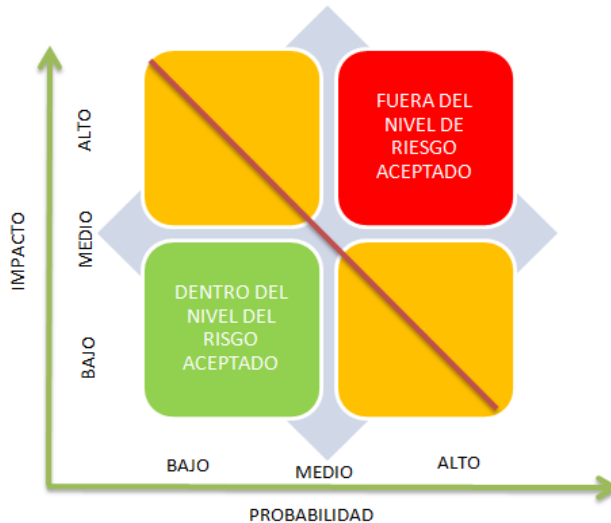 IMPACTO
ALTO
MEDIO
BAJO
FUERA DEL
NIVEL DE
RIESGO
ACEPTADO
DENTRO DEL
NIVEL DEL
RISGO
ACEPTADO
BAJO
MEDIO
ALTO
PROBABILIDAD